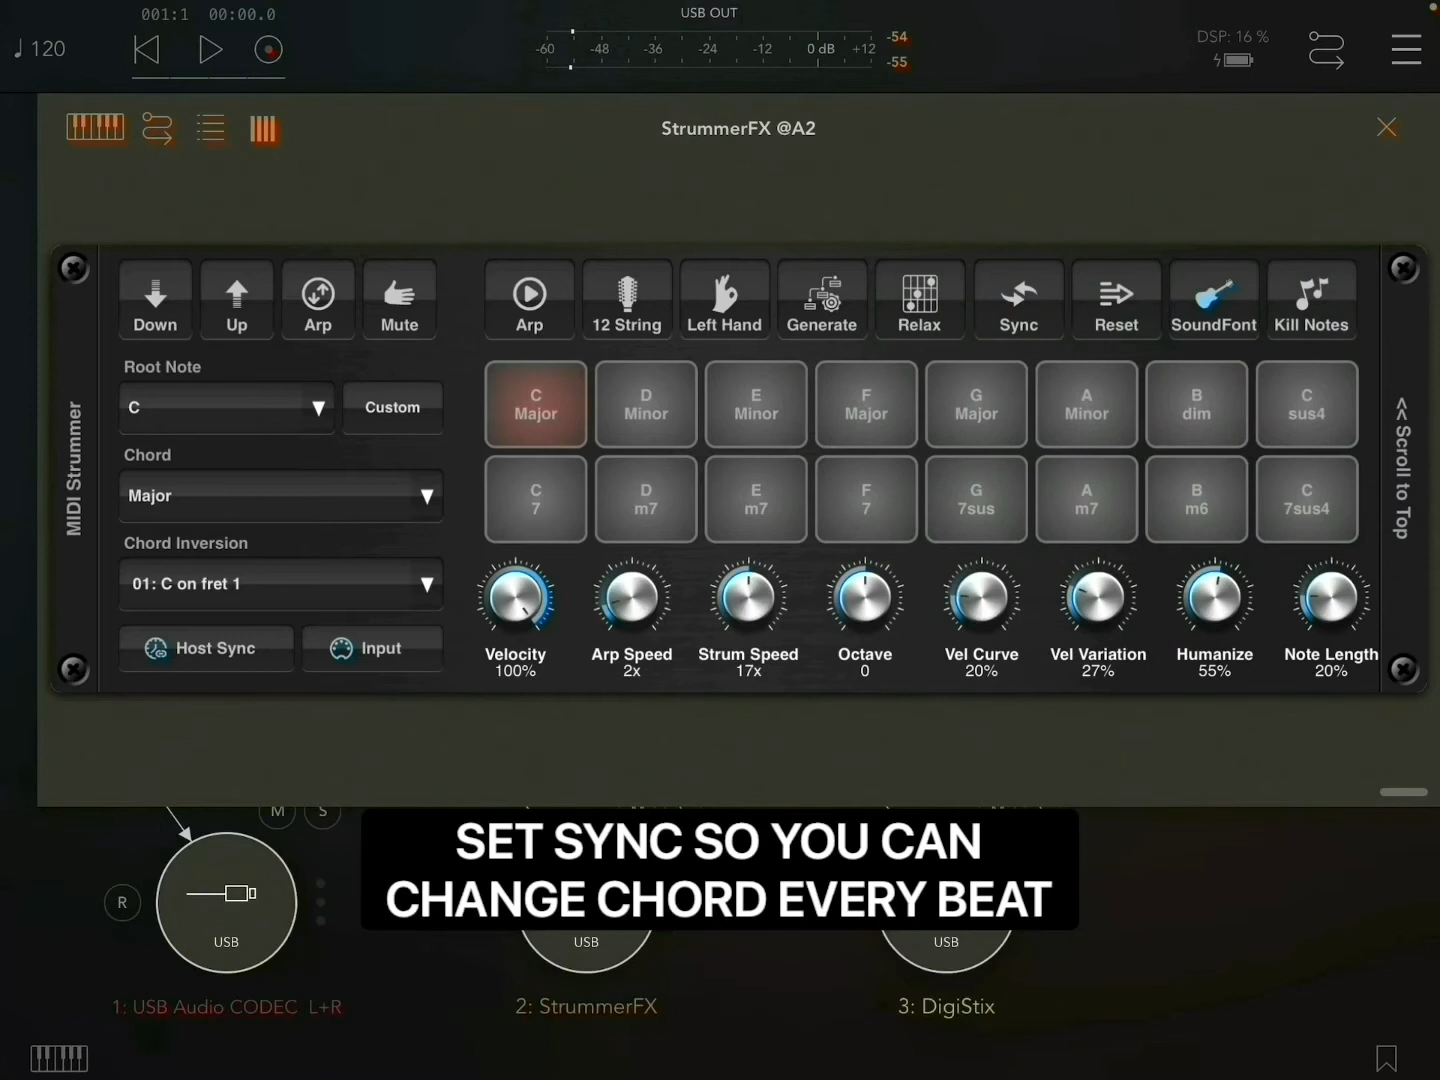 001:1 00:00.0
USB OUT
120
-60 -48 -36 -24 -12 0 dB +12
-54
-55
DSP: 16 %
StrummerFX @A2
Down Up Arp Mute
Arp 12 String Left Hand Generate Relax Sync Reset SoundFont Kill Notes
MIDI Strummer
<< Scroll to Top
Root Note
C
Custom
Chord
Major
Chord Inversion
01: C on fret 1
Host Sync
Input
C Major
D Minor
E Minor
F Major
G Major
A Minor
B dim
C sus4
C 7
D m7
E m7
F 7
G 7sus
A m7
B m6
C 7sus4
Velocity Arp Speed Strum Speed Octave Vel Curve Vel Variation Humanize Note Length
100% 2x 17x 0 20% 27% 55% 20%
M S
SET SYNC SO YOU CAN
CHANGE CHORD EVERY BEAT
R
USB USB USB
1: USB Audio CODEC L+R
2: StrummerFX
3: DigiStix